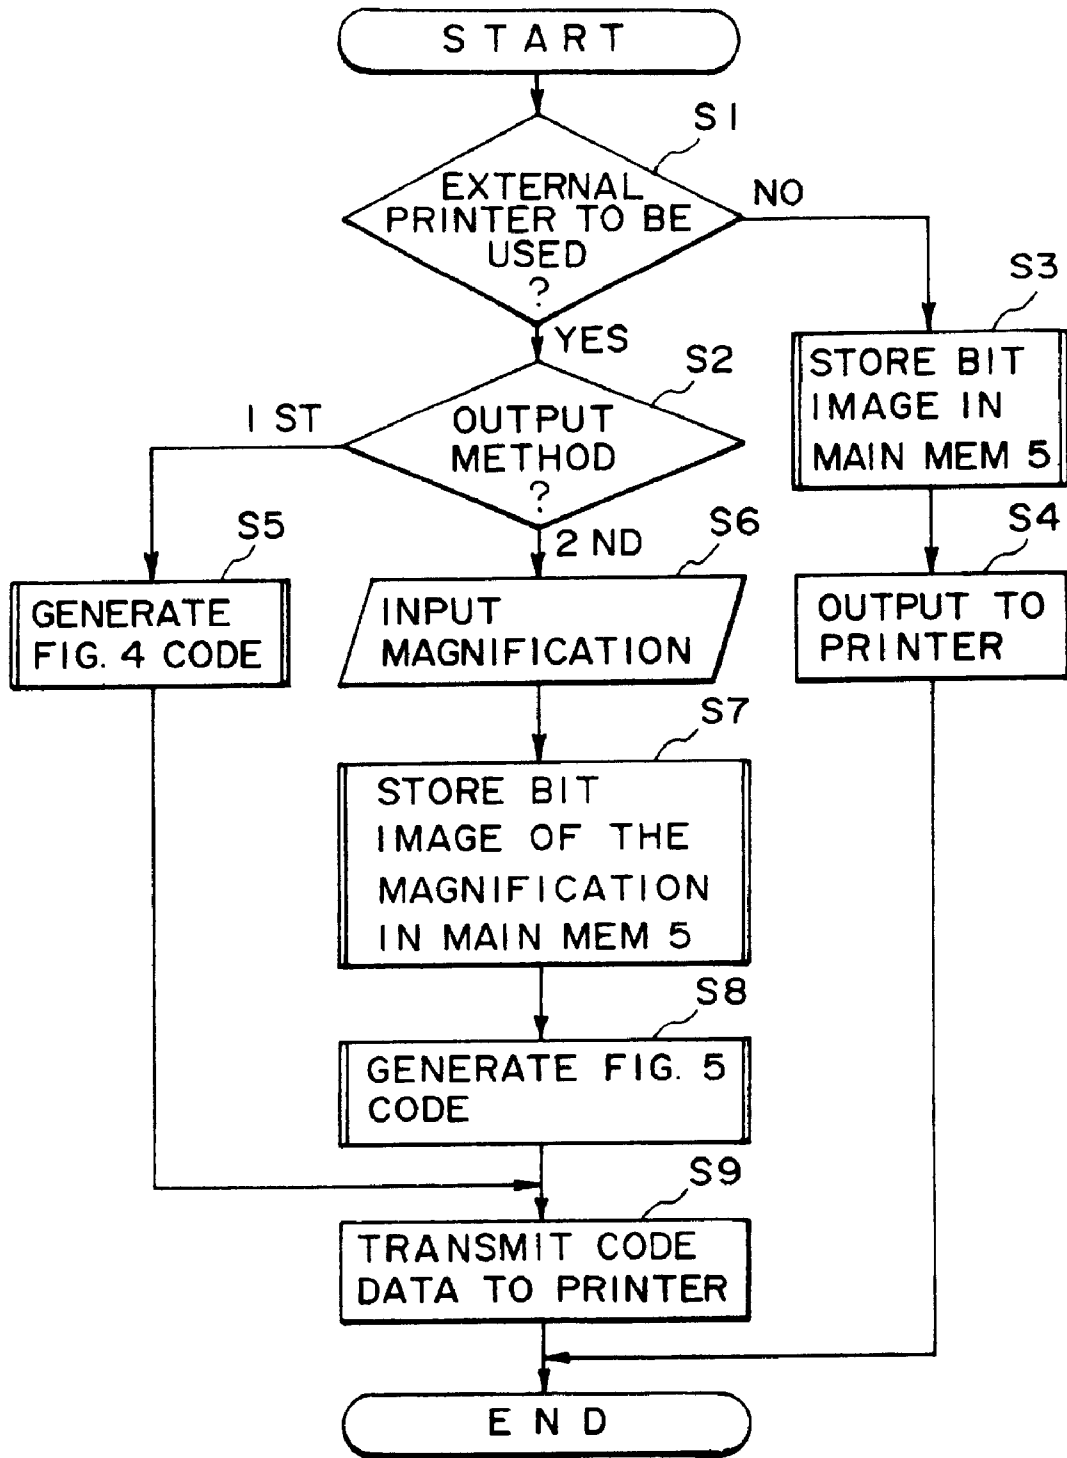 START
S1
EXTERNAL
PRINTER TO BE
USED
?
NO
YES
S3
STORE BIT
IMAGE IN
MAIN MEM 5
S2
OUTPUT
METHOD
?
1 ST
2 ND
S4
OUTPUT TO
PRINTER
S5
GENERATE
FIG. 4 CODE
S6
INPUT
MAGNIFICATION
S7
STORE BIT
IMAGE OF THE
MAGNIFICATION
IN MAIN MEM 5
S8
GENERATE FIG. 5
CODE
S9
TRANSMIT CODE
DATA TO PRINTER
END